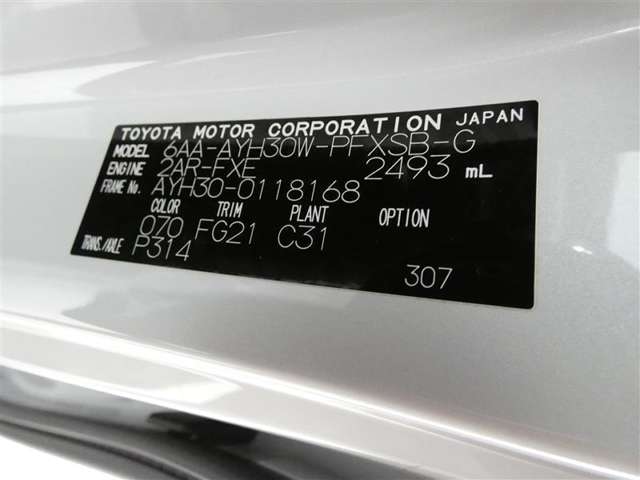 TOYOTA MOTOR CORPORATION JAPAN
MODEL 6AA-AYH30W-PFXSB-G
ENGINE 2AR-FXE 2493 mL
FRAME No. AYH30-0118168
COLOR TRIM PLANT OPTION
070 FG21 C31
TRANS./AXLE P314
307